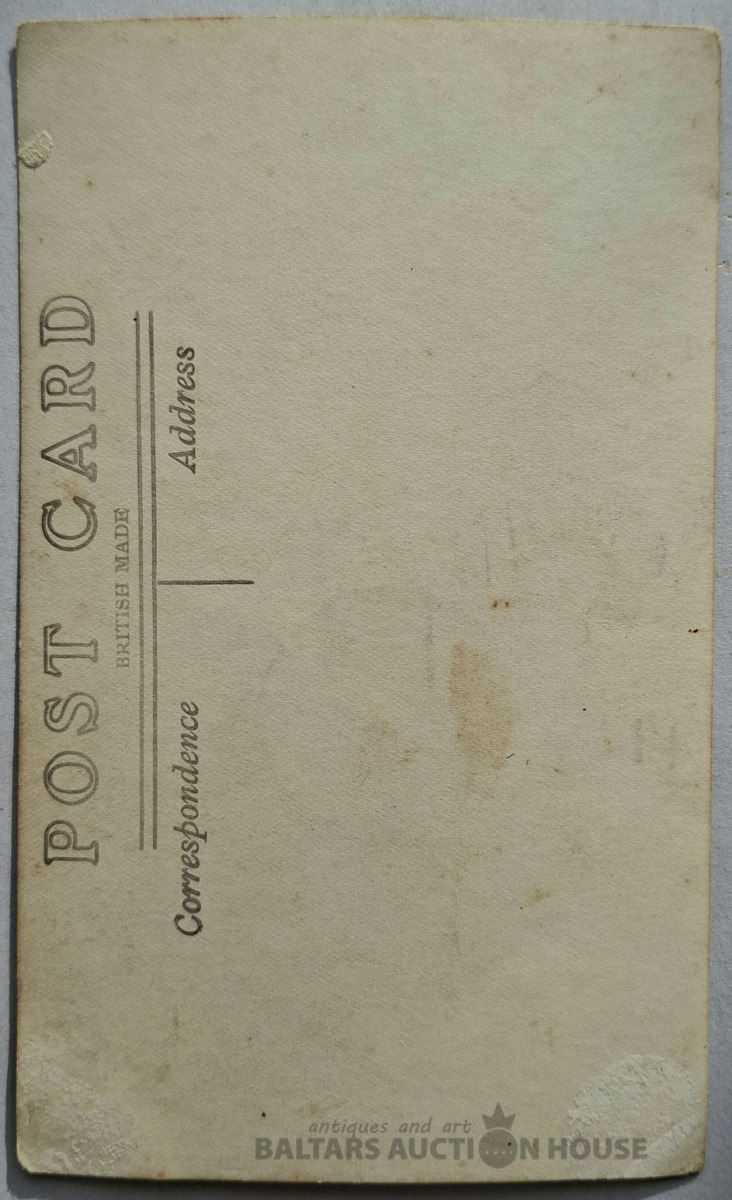 POST CARD
BRITISH MADE
Correspondence
Address
antiques and art
BALTARS AUCTION HOUSE